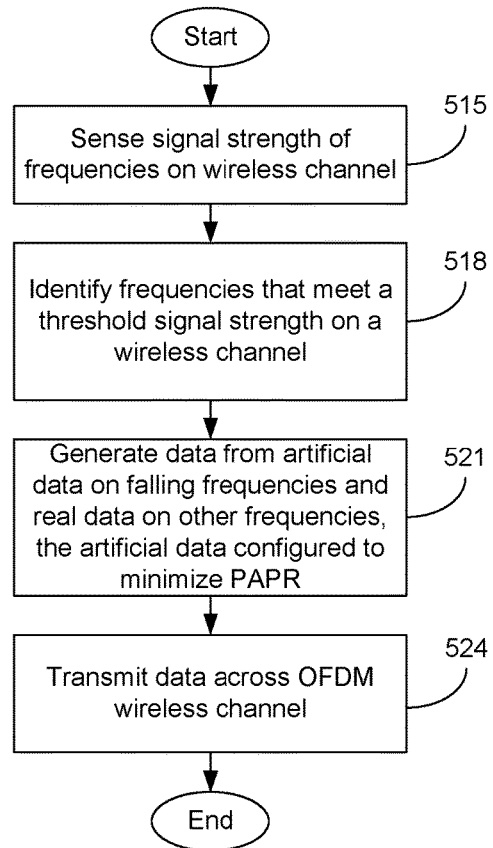 Start
515
Sense signal strength of
frequencies on wireless channel
518
Identify frequencies that meet a
threshold signal strength on a
wireless channel
521
Generate data from artificial
data on falling frequencies and
real data on other frequencies,
the artificial data configured to
minimize PAPR
524
Transmit data across OFDM
wireless channel
End